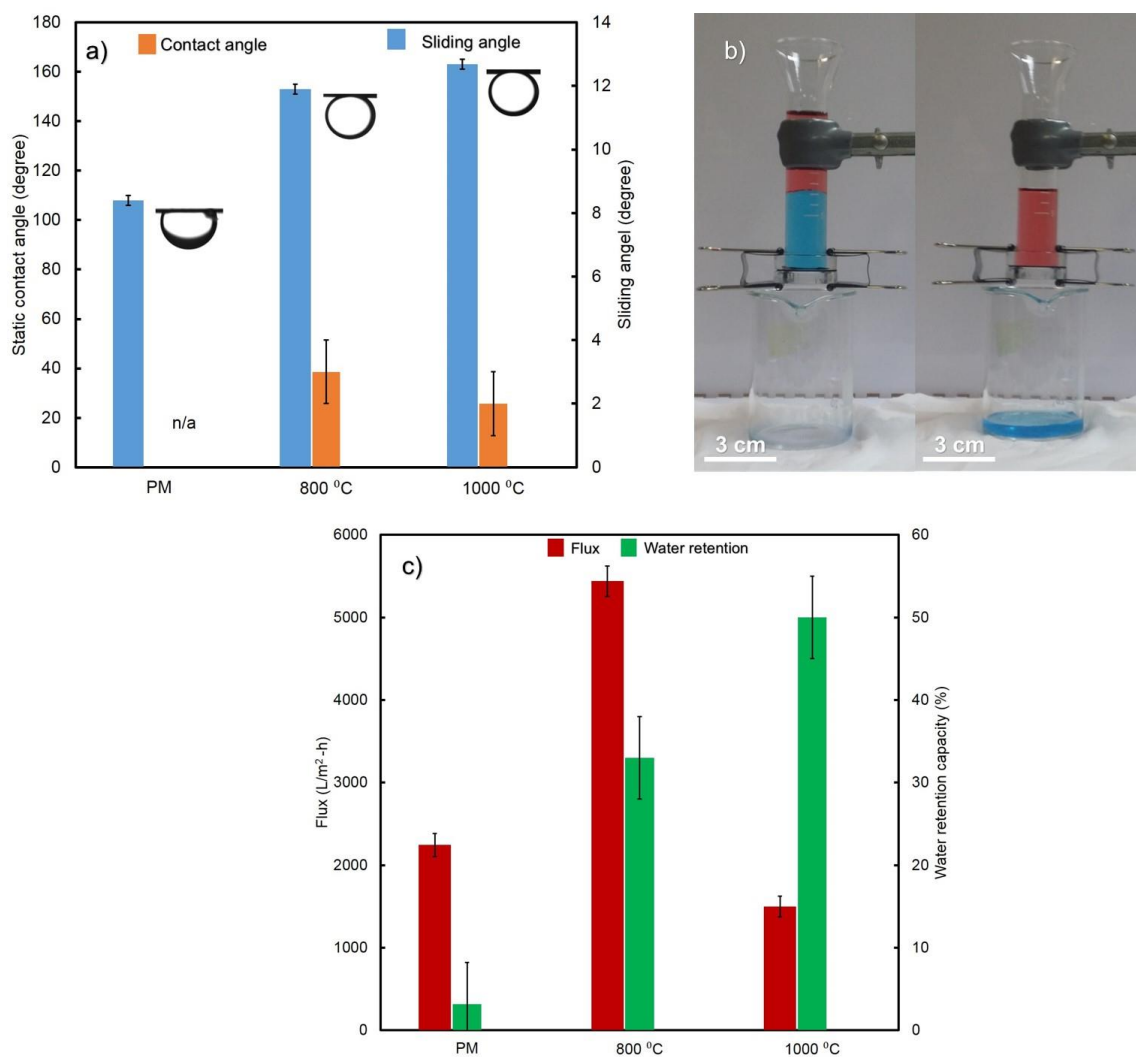 a)
Contact angle
Sliding angle
180
160
140
120
100
80
60
40
20
0
Static contact angle (degree)
14
12
10
8
6
4
2
0
Sliding angel (degree)
n/a
PM
800 ⁰C
1000 ⁰C
b)
3 cm
3 cm
c)
Flux
Water retention
6000
5000
4000
3000
2000
1000
0
Flux (L/m² -h)
60
50
40
30
20
10
0
Water retention capacity (%)
PM
800 ⁰C
1000 ⁰C